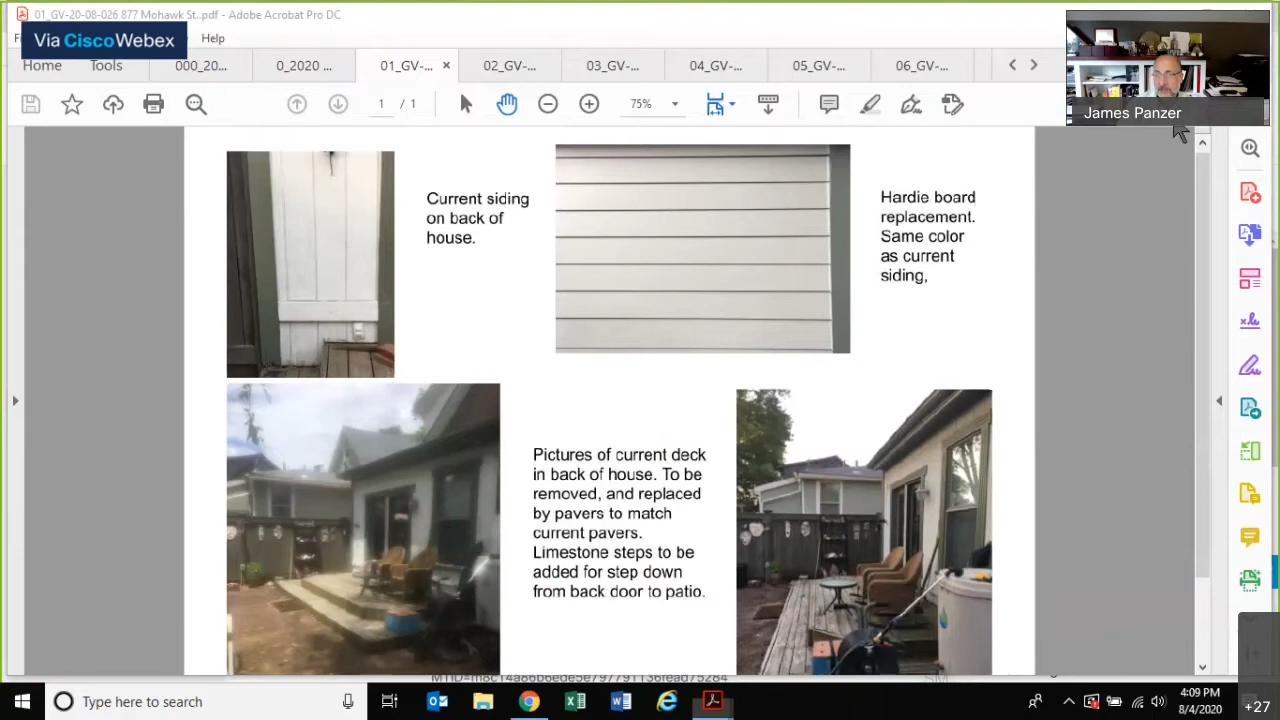 01_GV-20-08-026 877 Mohawk St..pdf - Adobe Acrobat Pro DC
Via CiscoWebex
Help
James Panzer
Home
Tools
000_20...
0_2020 ...
01_GV-...
02_GV-...
03_GV-...
04_GV-...
05_GV-...
06_GV-...
1 / 1
75%
Current siding
on back of
house.
Hardie board
replacement.
Same color
as current
siding,
Pictures of current deck
in back of house. To be
removed, and replaced
by pavers to match
current pavers.
Limestone steps to be
added for step down
from back door to patio.
Type here to search
4:09 PM
8/4/2020
+27